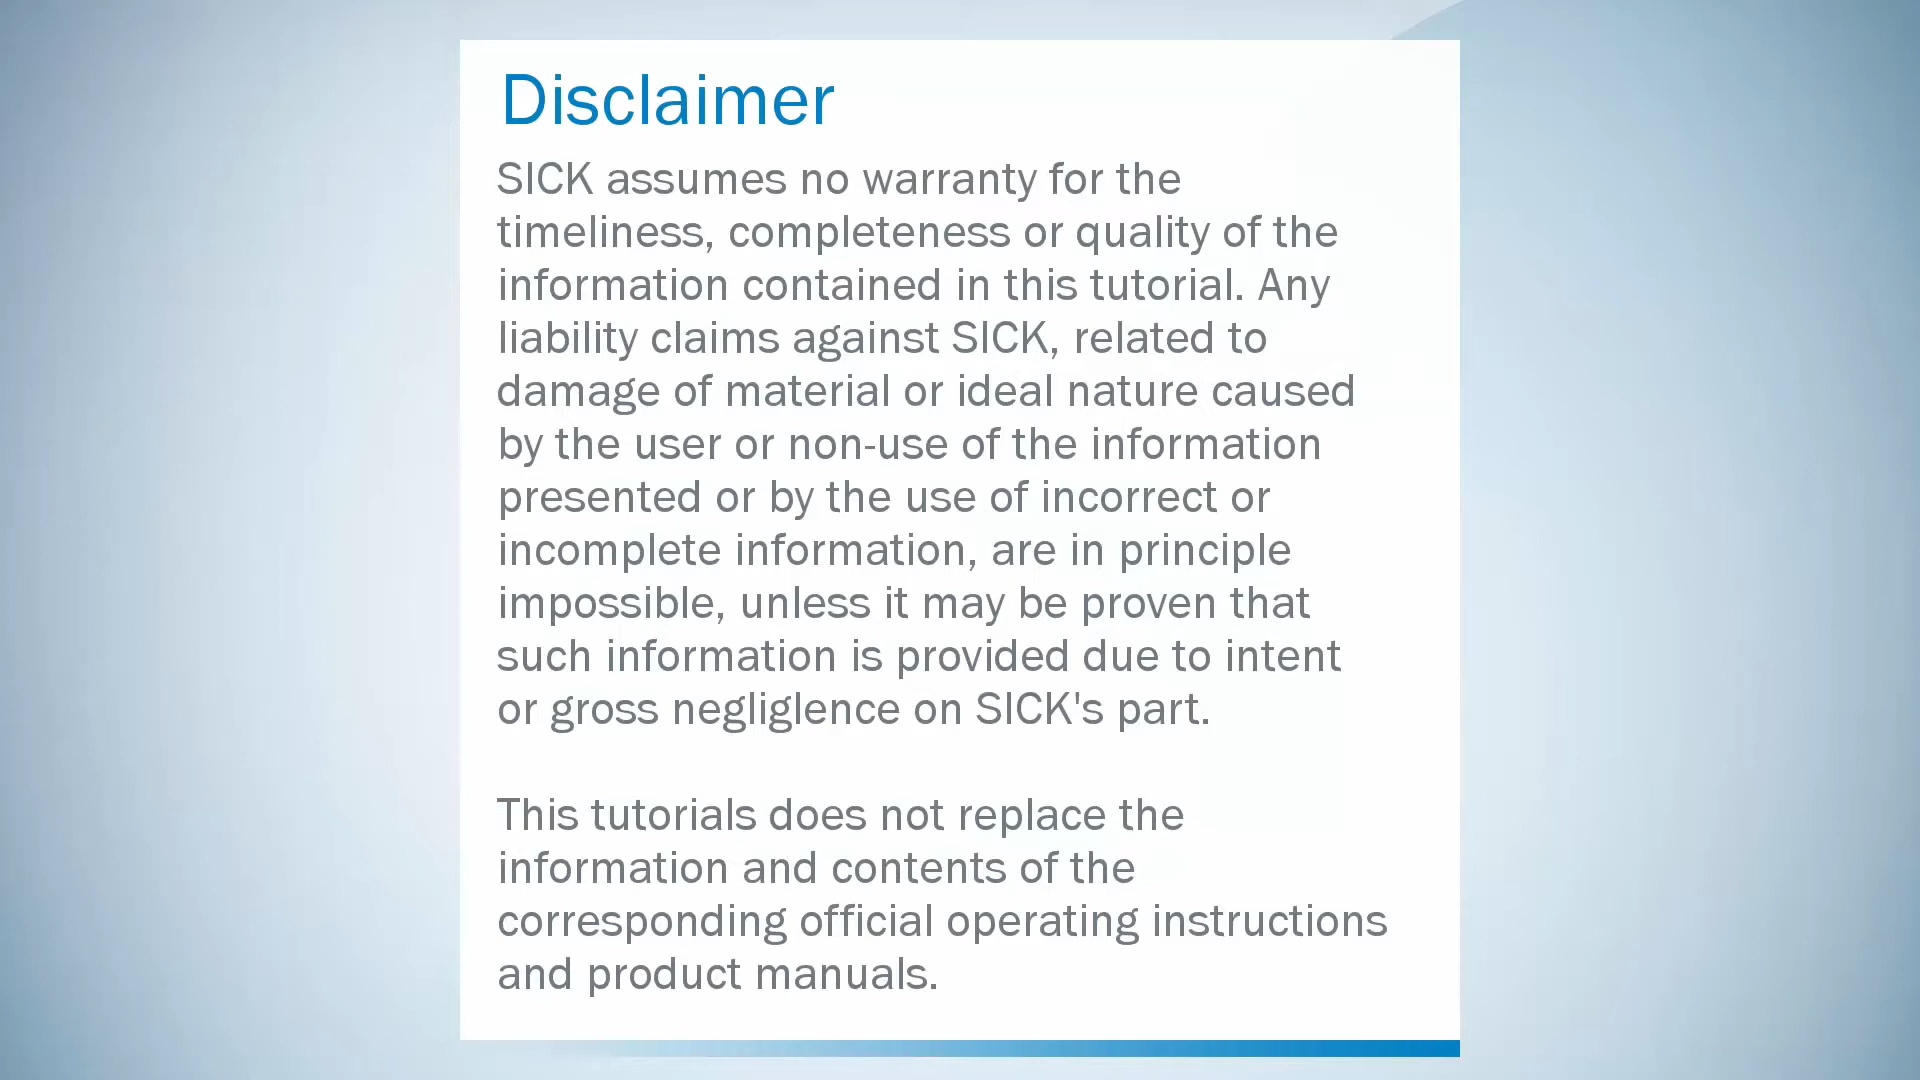 Disclaimer
SICK assumes no warranty for the
timeliness, completeness or quality of the
information contained in this tutorial. Any
liability claims against SICK, related to
damage of material or ideal nature caused
by the user or non-use of the information
presented or by the use of incorrect or
incomplete information, are in principle
impossible, unless it may be proven that
such information is provided due to intent
or gross negliglence on SICK's part.
This tutorials does not replace the
information and contents of the
corresponding official operating instructions
and product manuals.